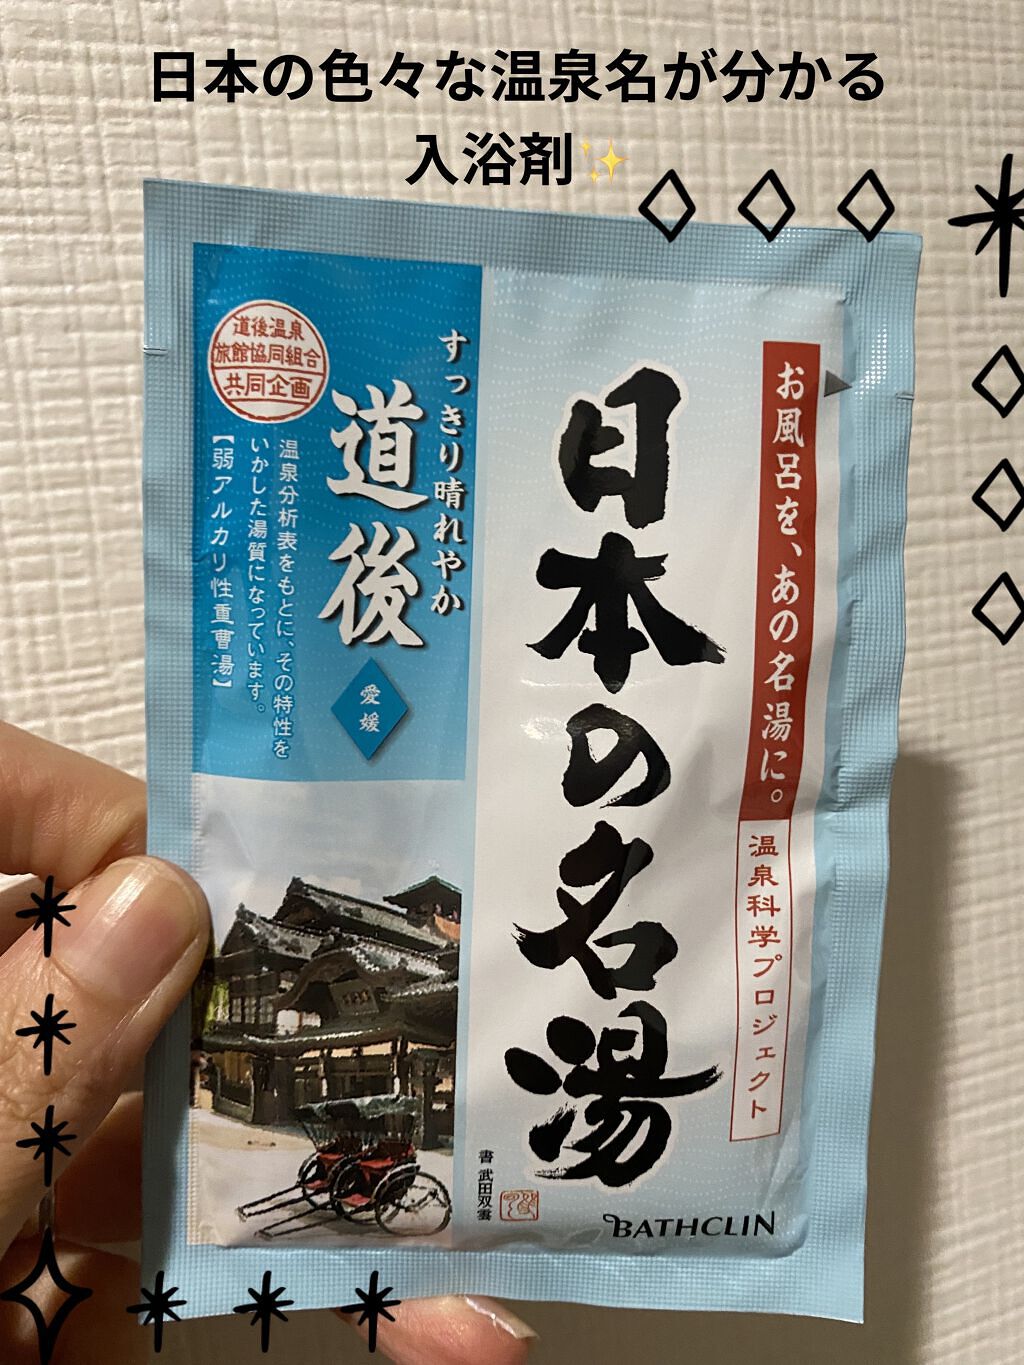 日本の色々な温泉名が分かる
入浴剤✨
お風呂を、あの名湯に。
温泉科学プロジェクト
日本の名湯
書 武田双雲
BATHCLIN
すっきり晴れやか
道後
愛媛
道後温泉
旅館協同組合
共同企画
温泉分析表をもとに、その特性を
いかした湯質になっています。
【弱アルカリ性重曹湯】